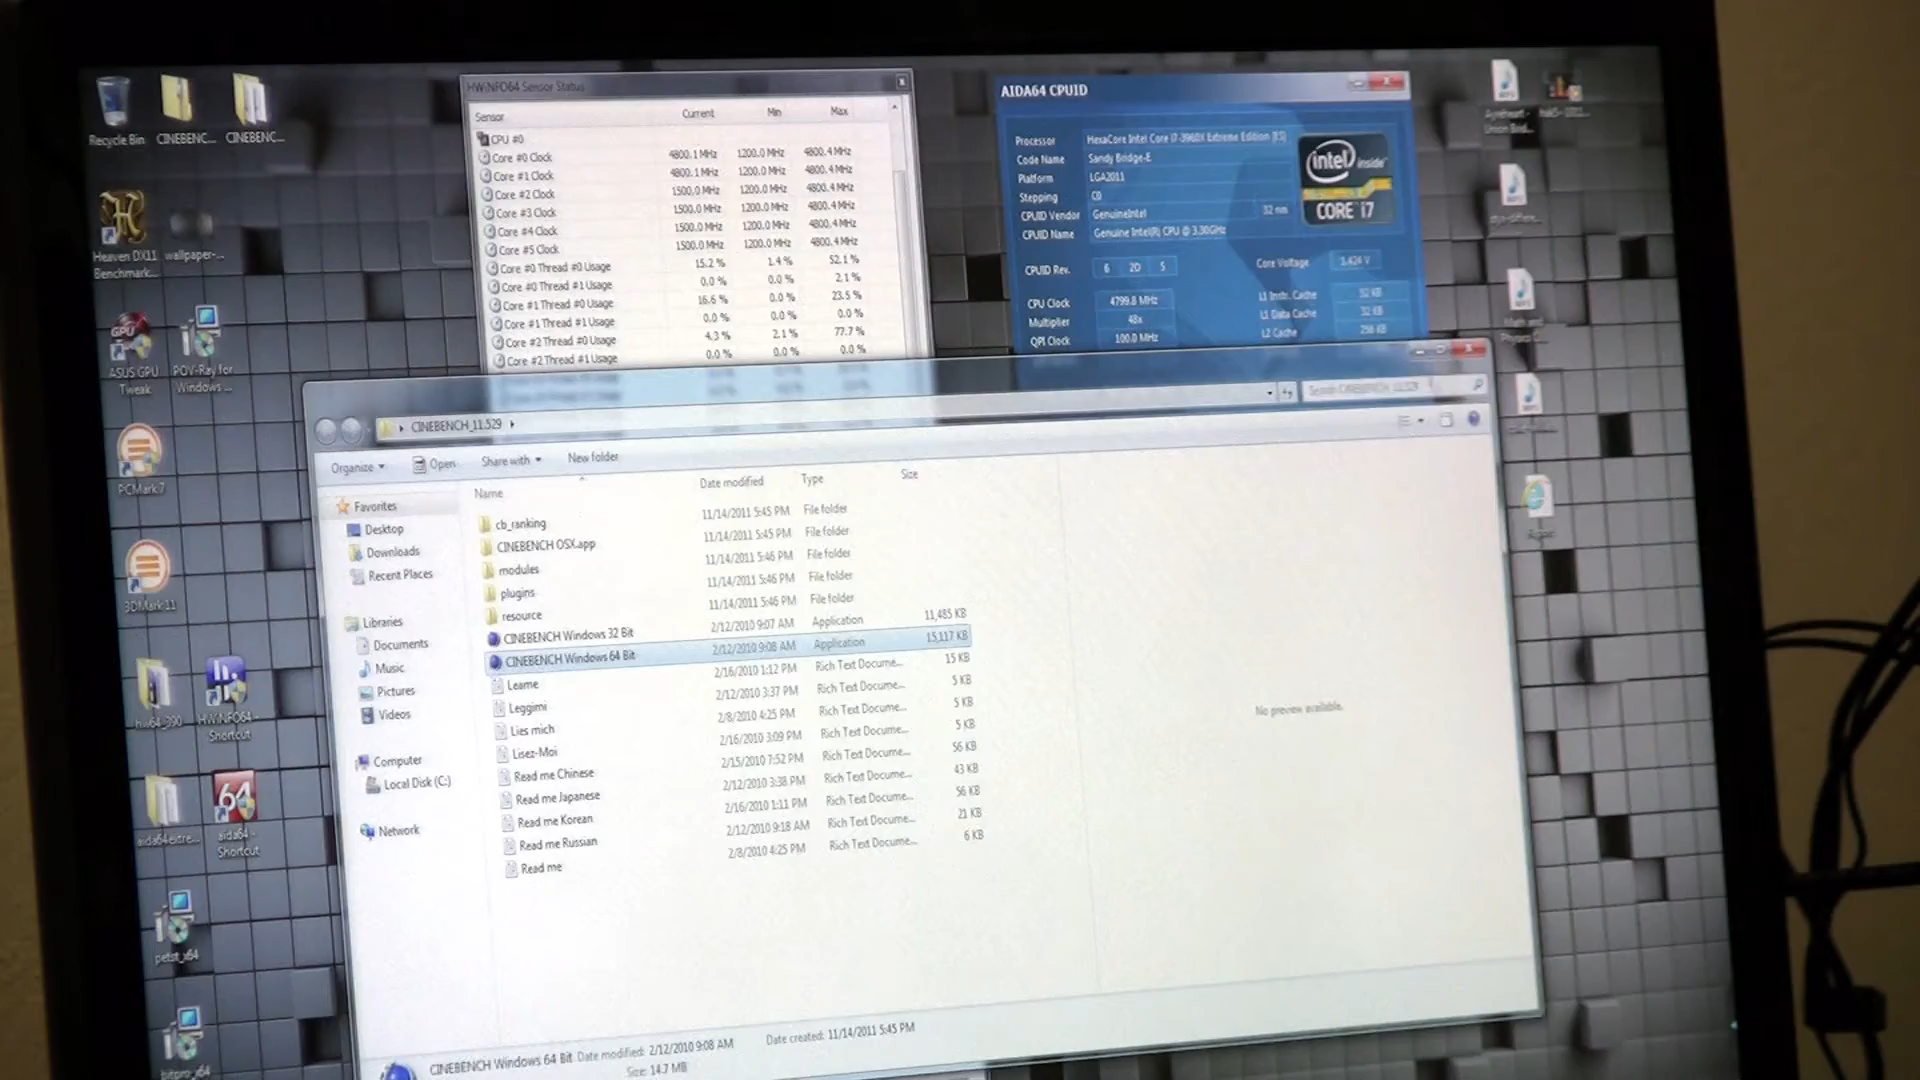 HWiNFO64 Sensor Status
Sensor Current Min Max
CPU #0
Core #0 Clock 4800.1 MHz 1200.0 MHz 4800.4 MHz
Core #1 Clock 4800.1 MHz 1200.0 MHz 4800.4 MHz
Core #2 Clock 1500.0 MHz 1200.0 MHz 4800.4 MHz
Core #3 Clock 1500.0 MHz 1200.0 MHz 4800.4 MHz
Core #4 Clock 1500.0 MHz 1200.0 MHz 4800.4 MHz
Core #5 Clock 1500.0 MHz 1200.0 MHz 4800.4 MHz
Core #0 Thread #0 Usage 15.2 % 1.4 % 52.1 %
Core #0 Thread #1 Usage 0.0 % 0.0 % 2.1 %
Core #1 Thread #0 Usage 16.6 % 0.0 % 23.5 %
Core #1 Thread #1 Usage 0.0 % 0.0 % 0.0 %
Core #2 Thread #0 Usage 4.3 % 2.1 % 77.7 %
Core #2 Thread #1 Usage 0.0 % 0.0 % 0.0 %
AIDA64 CPUID
Processor HexaCore Intel Core i7-3960X Extreme Edition [ES]
Code Name Sandy Bridge-E
Platform LGA2011
Stepping C0
CPUID Vendor GenuineIntel 32 nm
CPUID Name Genuine Intel(R) CPU @ 3.30GHz
CPUID Rev. 6 2D 5 Core Voltage 1.424 V
CPU Clock 4799.8 MHz L1 Instr. Cache 32 KB
Multiplier 48x L1 Data Cache 32 KB
QPI Clock 100.0 MHz L2 Cache 256 KB
intel inside
CORE i7
Recycle Bin
CINEBENC...
CINEBENC...
Heaven DX11
Benchmark...
wallpaper-...
GPU
ASUS GPU
Tweak
POV-Ray for
Windows ...
PCMark 7
3DMark 11
hw64_390
HWiNFO64 -
Shortcut
aida64extre...
64
aida64 -
Shortcut
petst_x64
bitpro_x64
CINEBENCH_11.529
Search CINEBENCH_11.529
Organize
Open
Share with
New folder
Name Date modified Type Size
cb_ranking 11/14/2011 5:45 PM File folder
CINEBENCH OSX.app 11/14/2011 5:45 PM File folder
modules 11/14/2011 5:46 PM File folder
plugins 11/14/2011 5:46 PM File folder
resource 11/14/2011 5:46 PM File folder
CINEBENCH Windows 32 Bit 2/12/2010 9:07 AM Application 11,485 KB
CINEBENCH Windows 64 Bit 2/12/2010 9:08 AM Application 15,117 KB
Leame 2/16/2010 1:12 PM Rich Text Docume... 15 KB
Leggimi 2/12/2010 3:37 PM Rich Text Docume... 5 KB
Lies mich 2/8/2010 4:25 PM Rich Text Docume... 5 KB
Lisez-Moi 2/16/2010 3:09 PM Rich Text Docume... 5 KB
Read me Chinese 2/15/2010 7:52 PM Rich Text Docume... 56 KB
Read me Japanese 2/12/2010 3:38 PM Rich Text Docume... 43 KB
Read me Korean 2/16/2010 1:11 PM Rich Text Docume... 56 KB
Read me Russian 2/12/2010 9:18 AM Rich Text Docume... 21 KB
Read me 2/8/2010 4:25 PM Rich Text Docume... 6 KB
Favorites
Desktop
Downloads
Recent Places
Libraries
Documents
Music
Pictures
Videos
Computer
Local Disk (C:)
Network
No preview available.
CINEBENCH Windows 64 Bit Date modified: 2/12/2010 9:08 AM Date created: 11/14/2011 5:45 PM
Size: 14.7 MB